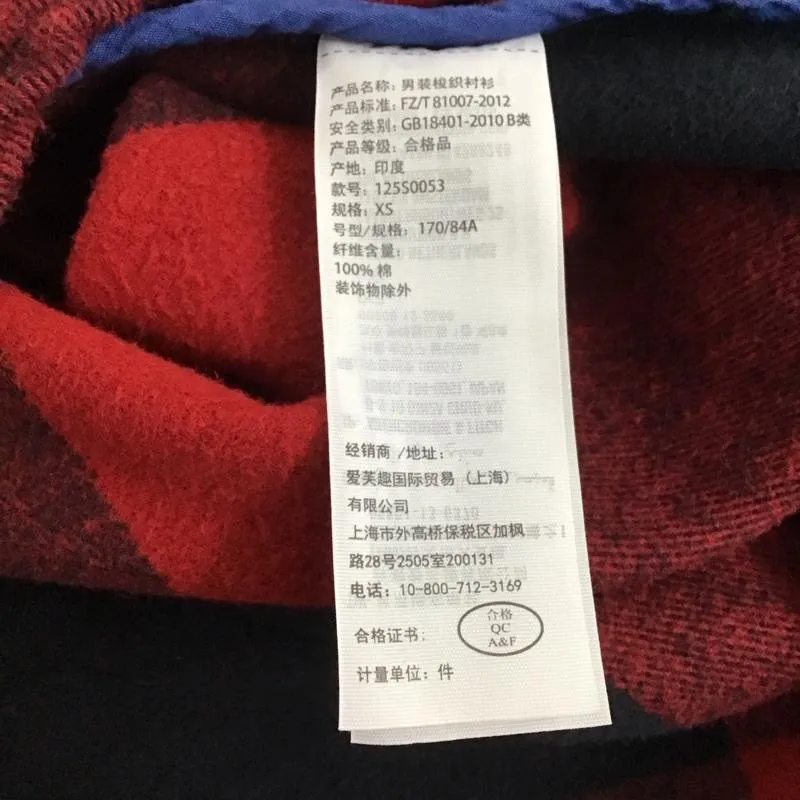 产品名称: 男装梭织衬衫
产品标准: FZ/T 81007-2012
安全类别: GB18401-2010 B类
产品等级: 合格品
产地: 印度
款号: 125S0053
规格: XS
号型/规格: 170/84A
纤维含量:
100% 棉
装饰物除外
经销商 /地址:
爱芙趣国际贸易 (上海)
有限公司
上海市外高桥保税区加枫
路28号2505室200131
电话: 10-800-712-3169
合格证书:
合格
QC
A&F
计量单位: 件